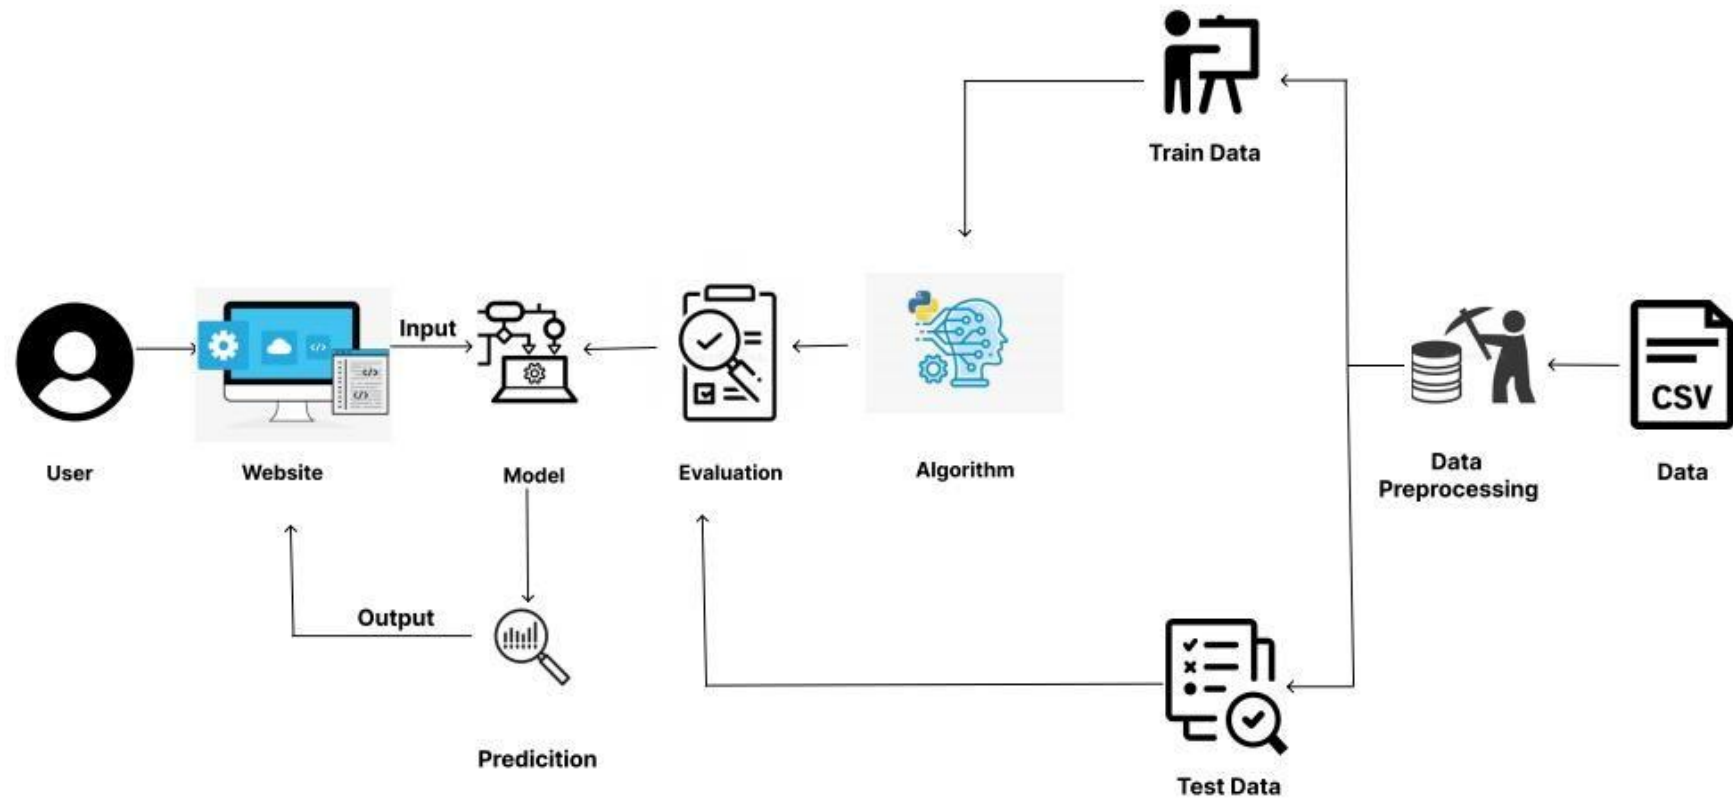 Train Data
Input
CSV
User
Website
Model
Evaluation
Algorithm
Data
Preprocessing
Data
Output
Predicition
Test Data